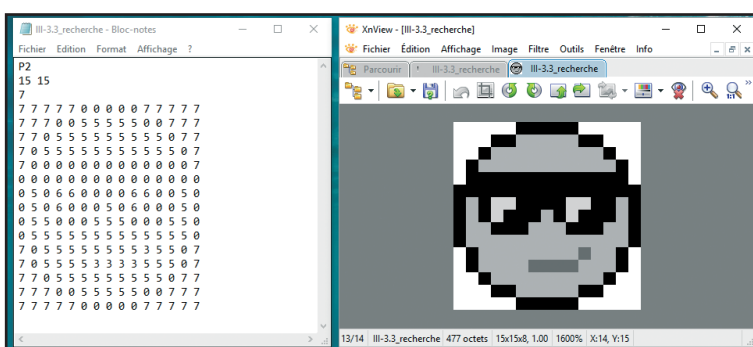 III-3.3_recherche - Bloc-notes
Fichier Edition Format Affichage ?
P2
15 15
7
7 7 7 7 7 0 0 0 0 0 7 7 7 7 7
7 7 7 0 0 5 5 5 5 5 0 0 7 7 7
7 7 0 5 5 5 5 5 5 5 5 5 0 7 7
7 0 5 5 5 5 5 5 5 5 5 5 5 0 7
7 0 0 0 0 0 0 0 0 0 0 0 0 0 7
0 0 0 0 0 0 0 0 0 0 0 0 0 0 0
0 5 0 6 6 0 0 0 0 6 6 0 0 5 0
0 5 0 6 0 0 0 5 0 6 0 0 0 5 0
0 5 5 0 0 0 5 5 5 0 0 0 5 5 0
0 5 5 5 5 5 5 5 5 5 5 5 5 5 0
7 0 5 5 5 5 5 5 5 5 3 5 5 0 7
7 0 5 5 5 5 3 3 3 3 5 5 5 0 7
7 7 0 5 5 5 5 5 5 5 5 5 0 7 7
7 7 7 0 0 5 5 5 5 5 0 0 7 7 7
7 7 7 7 7 0 0 0 0 0 7 7 7 7 7
XnView - [III-3.3_recherche]
Fichier Édition Affichage Image Filtre Outils Fenêtre Info
Parcourir III-3.3_recherche III-3.3_recherche
1:1
13/14 III-3.3_recherche 477 octets 15x15x8, 1.00 1600% X:14, Y:15